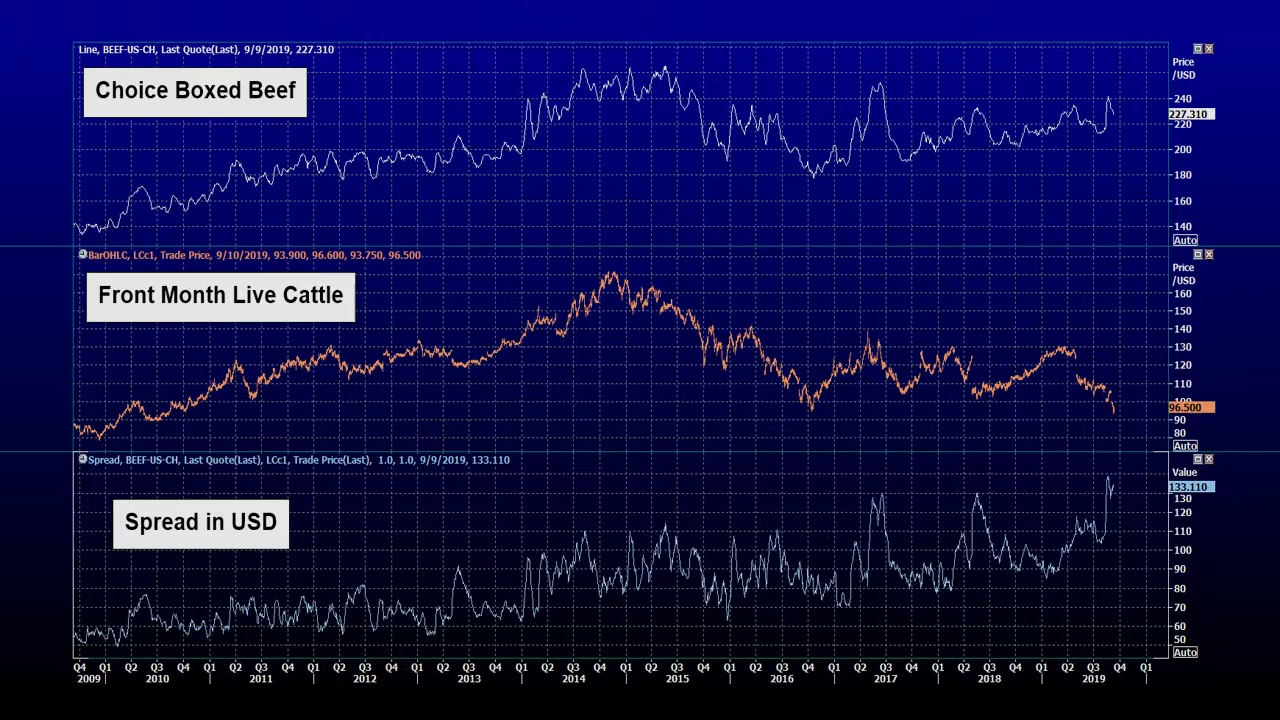 Line, BEEF-US-CH, Last Quote(Last), 9/9/2019, 227.310
Choice Boxed Beef
Price
/USD
240
227.310
220
200
180
160
140
Auto
BarOHLC, LCc1, Trade Price, 9/10/2019, 93.900, 96.600, 93.750, 96.500
Front Month Live Cattle
Price
/USD
160
150
140
130
120
110
100
96.500
90
80
Auto
Spread, BEEF-US-CH, Last Quote(Last), LCc1, Trade Price(Last), 1.0, 1.0, 9/9/2019, 133.110
Spread in USD
Value
133.110
130
120
110
100
90
80
70
60
50
Auto
Q4 Q1 Q2 Q3 Q4 Q1 Q2 Q3 Q4 Q1 Q2 Q3 Q4 Q1 Q2 Q3 Q4 Q1 Q2 Q3 Q4 Q1 Q2 Q3 Q4 Q1 Q2 Q3 Q4 Q1 Q2 Q3 Q4 Q1 Q2 Q3 Q4 Q1 Q2 Q3 Q4 Q1
2009 2010 2011 2012 2013 2014 2015 2016 2017 2018 2019